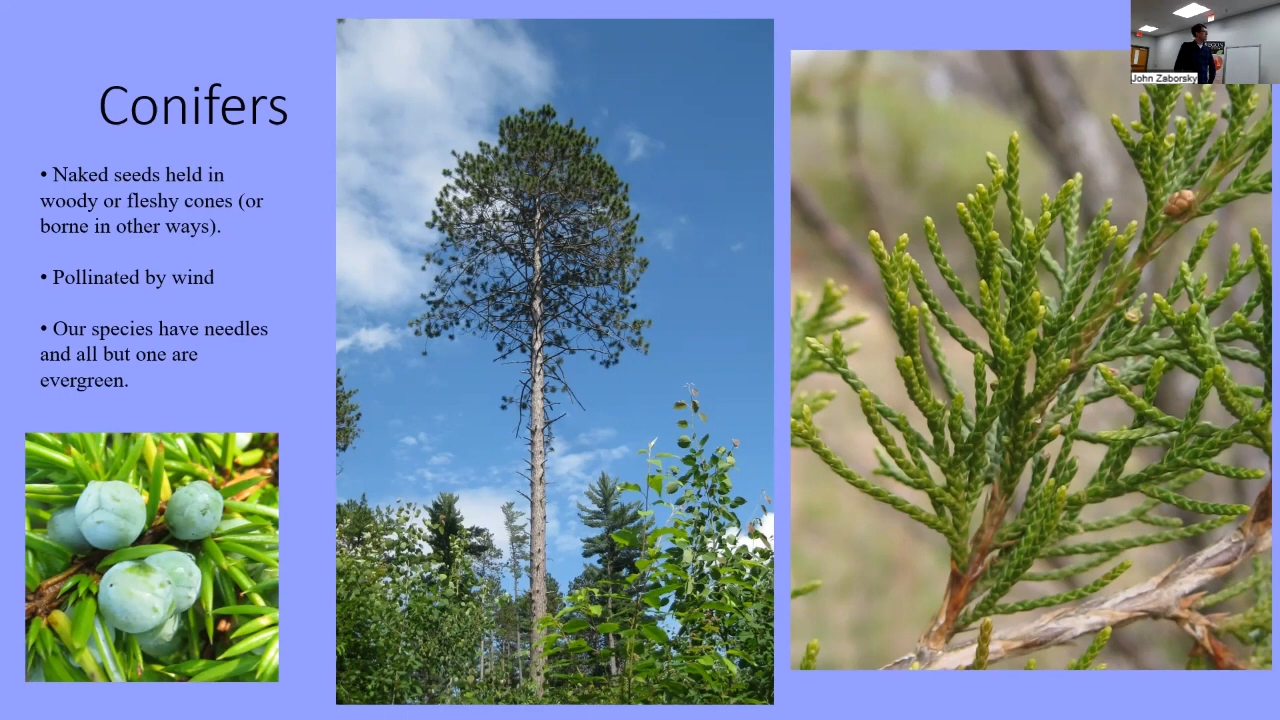 Conifers
• Naked seeds held in
woody or fleshy cones (or
borne in other ways).
• Pollinated by wind
• Our species have needles
and all but one are
evergreen.
John Zaborsky